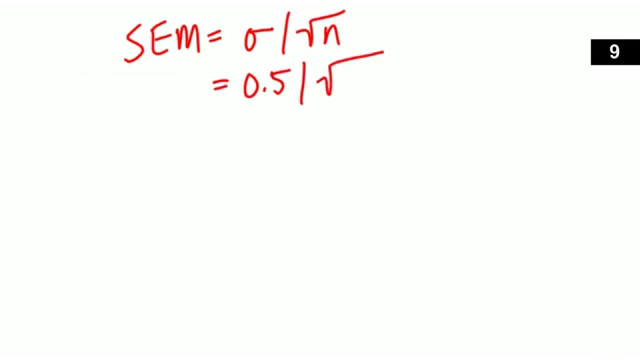 SEM = σ/√n
= 0.5/√
9